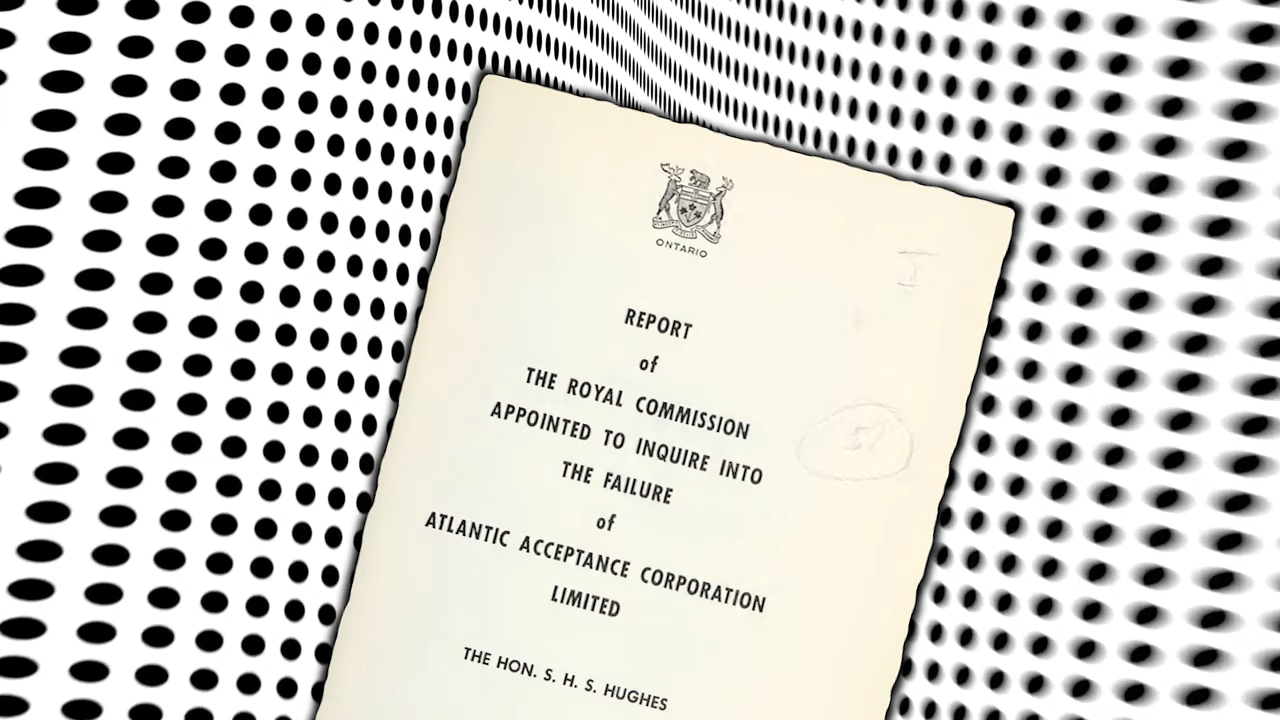 ONTARIO
REPORT
of
THE ROYAL COMMISSION
APPOINTED TO INQUIRE INTO
THE FAILURE
of
ATLANTIC ACCEPTANCE CORPORATION
LIMITED
THE HON. S. H. S. HUGHES